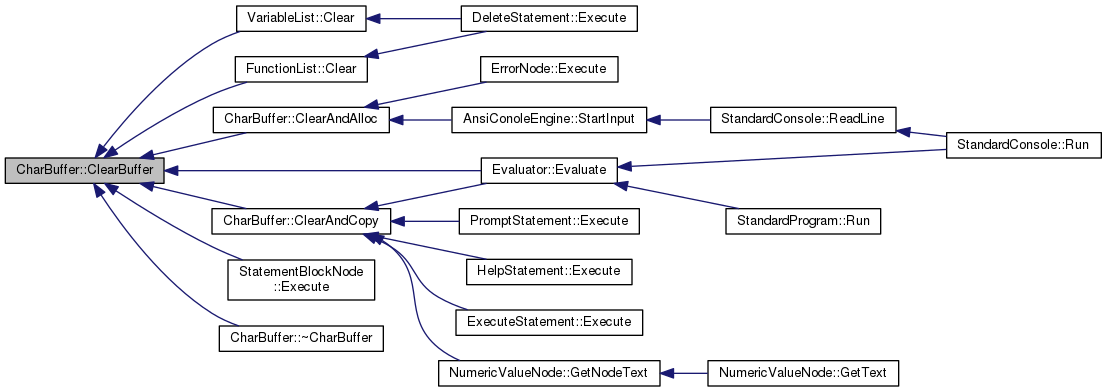 VariableList::Clear
DeleteStatement::Execute
FunctionList::Clear
ErrorNode::Execute
CharBuffer::ClearAndAlloc
AnsiConoleEngine::StartInput
StandardConsole::ReadLine
StandardConsole::Run
CharBuffer::ClearBuffer
Evaluator::Evaluate
CharBuffer::ClearAndCopy
PromptStatement::Execute
StandardProgram::Run
HelpStatement::Execute
StatementBlockNode
::Execute
ExecuteStatement::Execute
CharBuffer::~CharBuffer
NumericValueNode::GetNodeText
NumericValueNode::GetText